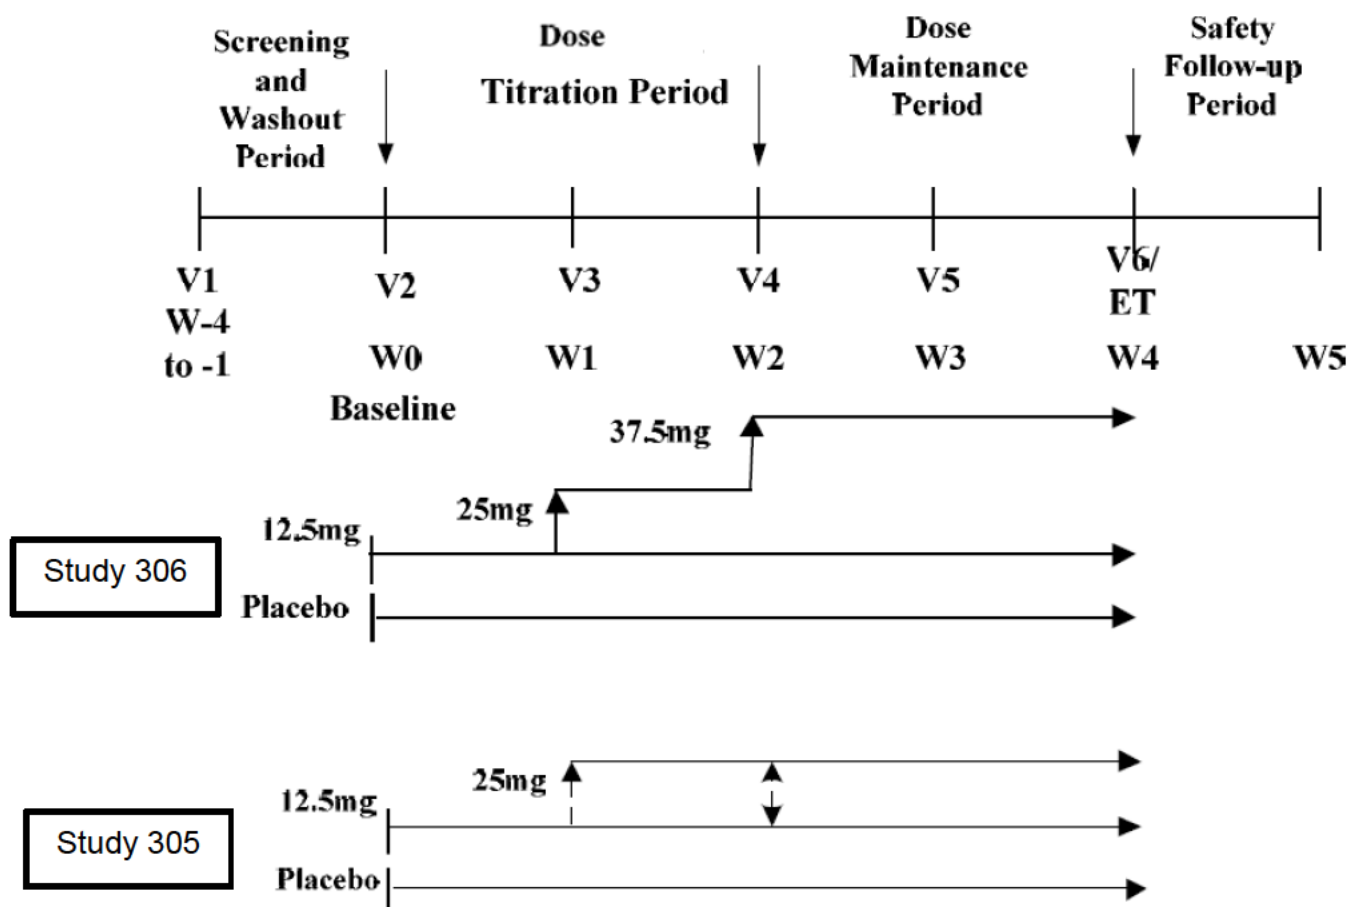 Screening
and
Washout
Period
Dose
Titration Period
Dose
Maintenance
Period
Safety
Follow-up
Period
V1
W-4
to -1
V2
V3
V4
V5
V6/
ET
W0
W1
W2
W3
W4
W5
Baseline
37.5mg
25mg
12.5mg
Study 306
Placebo
25mg
12.5mg
Study 305
Placebo